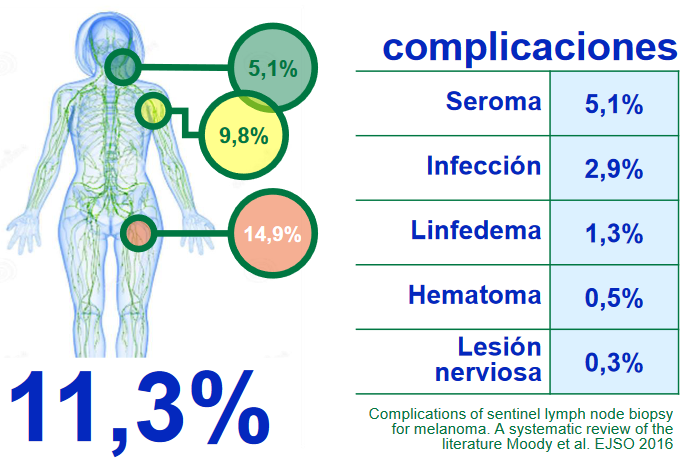 complicaciones
5,1%
9,8%
14,9%
11,3%
Seroma 5,1%
Infección 2,9%
Linfedema 1,3%
Hematoma 0,5%
Lesión
nerviosa 0,3%
Complications of sentinel lymph node biopsy
for melanoma. A systematic review of the
literature Moody et al. EJSO 2016